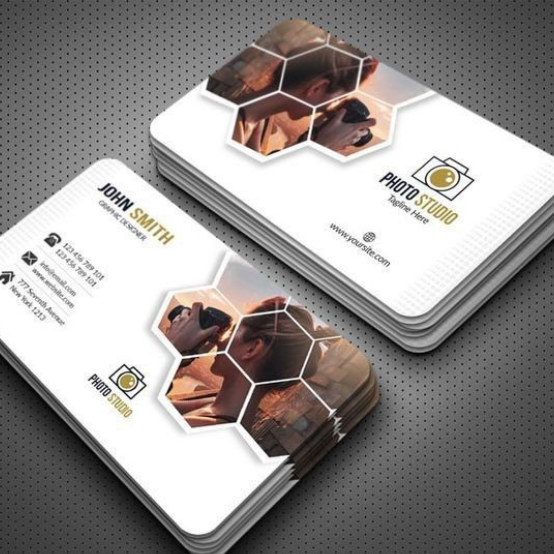 JOHN SMITH
GRAPHIC DESIGNER
123 456 789 101
123 456 789 101
info@email.com
www.website.com
777 Seventh Avenue
New York 1213
PHOTO STUDIO
PHOTO STUDIO
Tagline Here
www.yoursite.com